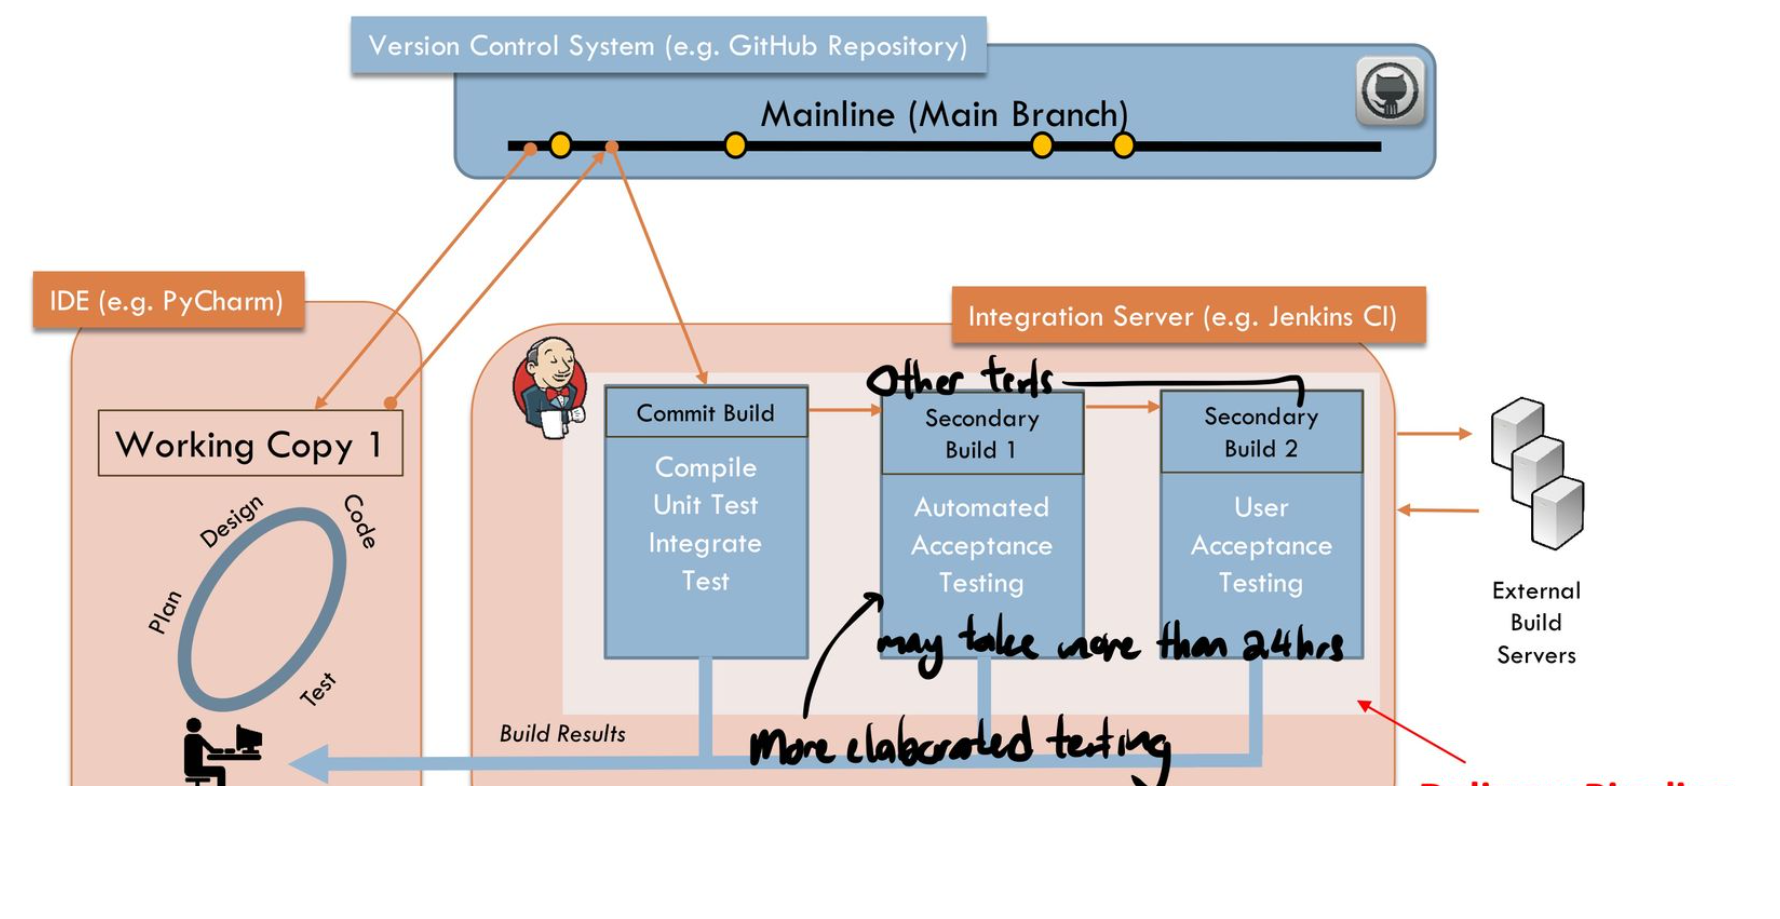 Version Control System (e.g. GitHub Repository)
Mainline (Main Branch)
IDE (e.g. PyCharm)
Integration Server (e.g. Jenkins CI)
Other tests
Working Copy 1
Plan
Design
Code
Test
Commit Build
Compile
Unit Test
Integrate
Test
Secondary
Build 1
Automated
Acceptance
Testing
Secondary
Build 2
User
Acceptance
Testing
may take more than 24hrs
External
Build
Servers
Build Results
More elaborated testing